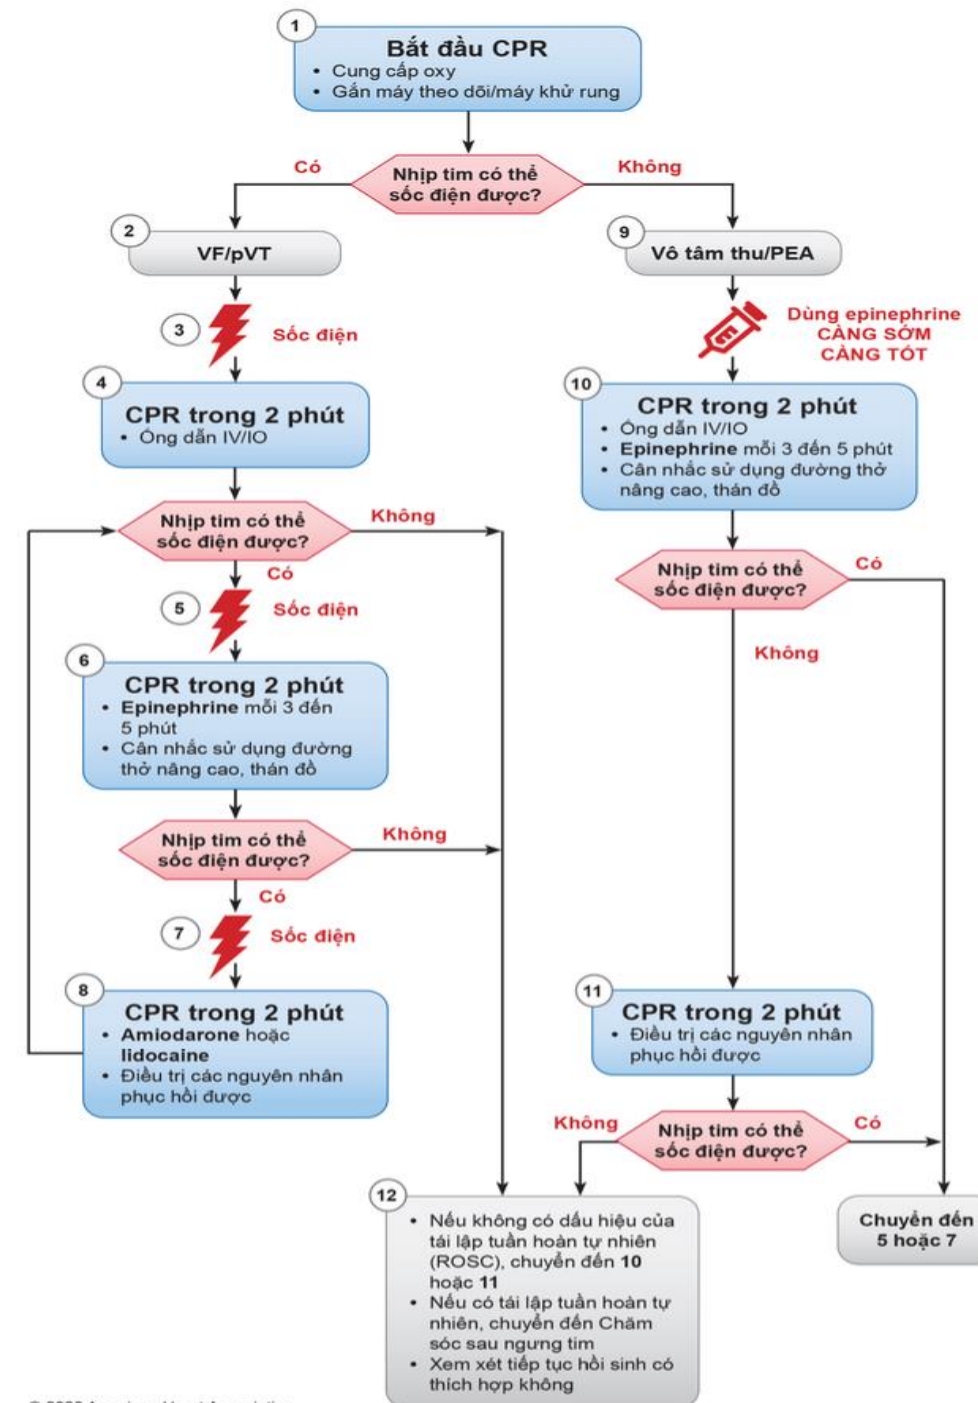 1
Bắt đầu CPR
• Cung cấp oxy
• Gắn máy theo dõi/máy khử rung
Nhịp tim có thể
sốc điện được?
Có
Không
2
VF/pVT
3
Sốc điện
4
CPR trong 2 phút
• Ống dẫn IV/IO
Nhịp tim có thể
sốc điện được?
Không
Có
5
Sốc điện
6
CPR trong 2 phút
• Epinephrine mỗi 3 đến
5 phút
• Cân nhắc sử dụng đường
thở nâng cao, thán đồ
Nhịp tim có thể
sốc điện được?
Không
Có
7
Sốc điện
8
CPR trong 2 phút
• Amiodarone hoặc
lidocaine
• Điều trị các nguyên nhân
phục hồi được
9
Vô tâm thu/PEA
E
Dùng epinephrine
CÀNG SỚM
CÀNG TỐT
10
CPR trong 2 phút
• Ống dẫn IV/IO
• Epinephrine mỗi 3 đến 5 phút
• Cân nhắc sử dụng đường thở
nâng cao, thán đồ
Nhịp tim có thể
sốc điện được?
Có
Không
11
CPR trong 2 phút
• Điều trị các nguyên nhân
phục hồi được
Nhịp tim có thể
sốc điện được?
Không
Có
12
• Nếu không có dấu hiệu của
tái lập tuần hoàn tự nhiên
(ROSC), chuyển đến 10
hoặc 11
• Nếu có tái lập tuần hoàn tự
nhiên, chuyển đến Chăm
sóc sau ngưng tim
• Xem xét tiếp tục hồi sinh có
thích hợp không
Chuyển đến
5 hoặc 7